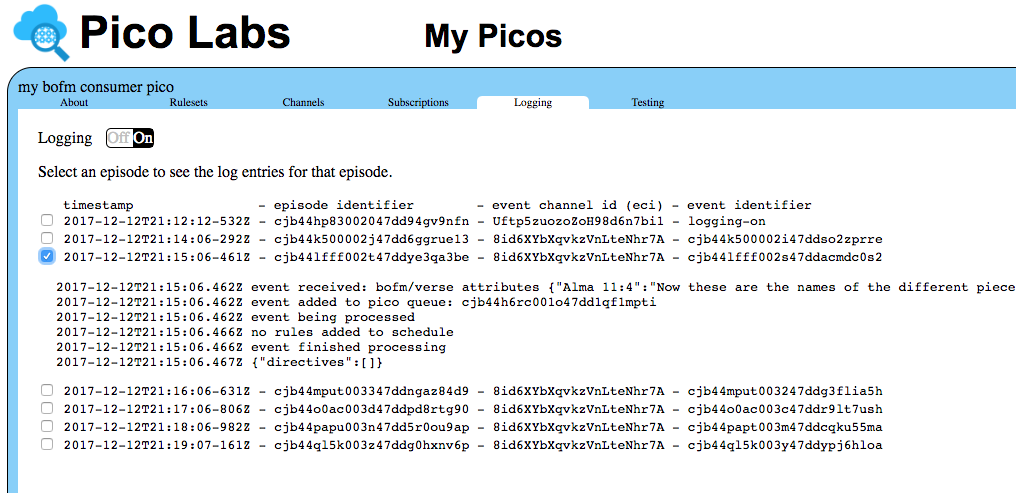 Pico Labs My Picos
my bofm consumer pico
About Rulesets Channels Subscriptions Logging Testing
Logging Off On
Select an episode to see the log entries for that episode.
timestamp - episode identifier - event channel id (eci) - event identifier
2017-12-12T21:12:12-532Z - cjb44hp83002047dd94gv9nfn - Uftp5zuozoZoH98d6n7bil - logging-on
2017-12-12T21:14:06-292Z - cjb44k500002j47dd6ggrue13 - 8id6XYbXqvkzVnLteNhr7A - cjb44k500002i47ddso2zprre
2017-12-12T21:15:06-461Z - cjb44lfff002t47ddye3qa3be - 8id6XYbXqvkzVnLteNhr7A - cjb44lfff002s47ddacmdc0s2
2017-12-12T21:15:06.462Z event received: bofm/verse attributes {"Alma 11:4":"Now these are the names of the different piece
2017-12-12T21:15:06.462Z event added to pico queue: cjb44h6rc001o47dd1qf1mpti
2017-12-12T21:15:06.462Z event being processed
2017-12-12T21:15:06.466Z no rules added to schedule
2017-12-12T21:15:06.466Z event finished processing
2017-12-12T21:15:06.467Z {"directives":[]}
2017-12-12T21:16:06-631Z - cjb44mput003347ddngaz84d9 - 8id6XYbXqvkzVnLteNhr7A - cjb44mput003247ddg3flia5h
2017-12-12T21:17:06-806Z - cjb44o0ac003d47ddpd8rtg90 - 8id6XYbXqvkzVnLteNhr7A - cjb44o0ac003c47ddr9lt7ush
2017-12-12T21:18:06-982Z - cjb44papu003n47dd5r0ou9ap - 8id6XYbXqvkzVnLteNhr7A - cjb44papt003m47ddcqku55ma
2017-12-12T21:19:07-161Z - cjb44ql5k003z47ddg0hxnv6p - 8id6XYbXqvkzVnLteNhr7A - cjb44ql5k003y47ddypj6hloa